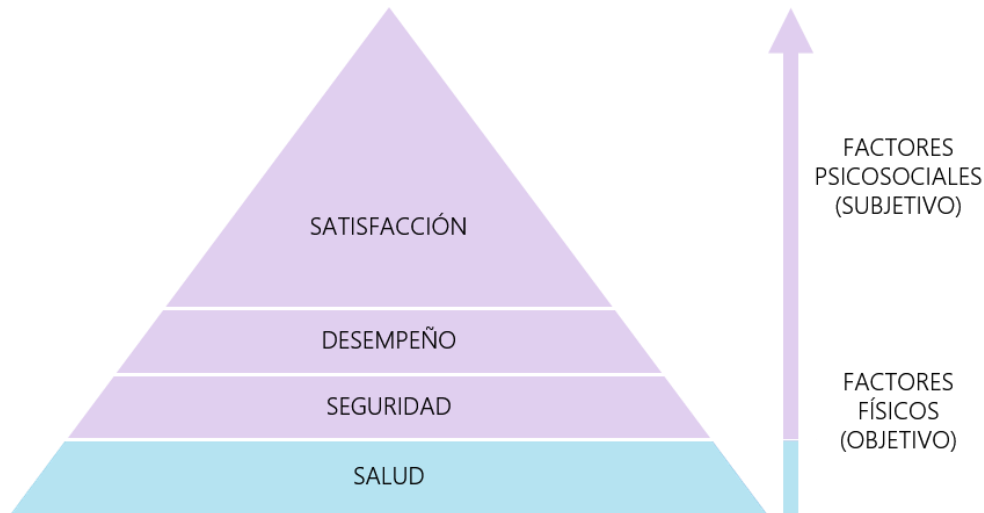 SATISFACCIÓN
DESEMPEÑO
SEGURIDAD
SALUD
FACTORES
PSICOSOCIALES
(SUBJETIVO)
FACTORES
FÍSICOS
(OBJETIVO)